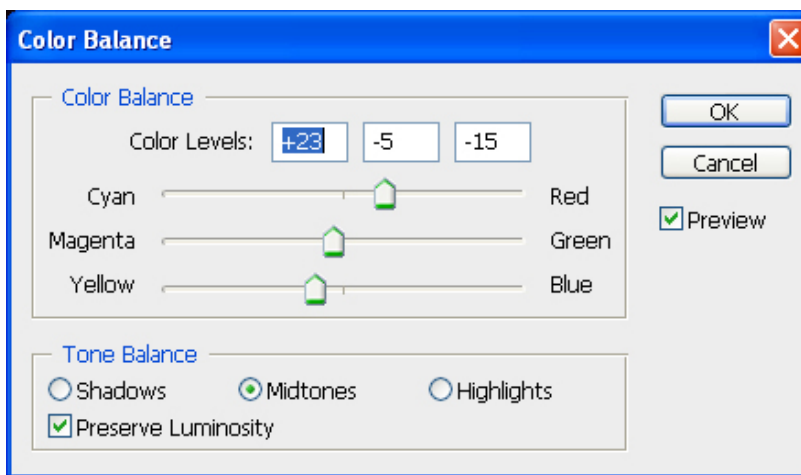 Color Balance
Color Balance
Color Levels: +23 -5 -15
Cyan Red
Magenta Green
Yellow Blue
OK
Cancel
Preview
Tone Balance
Shadows Midtones Highlights
Preserve Luminosity